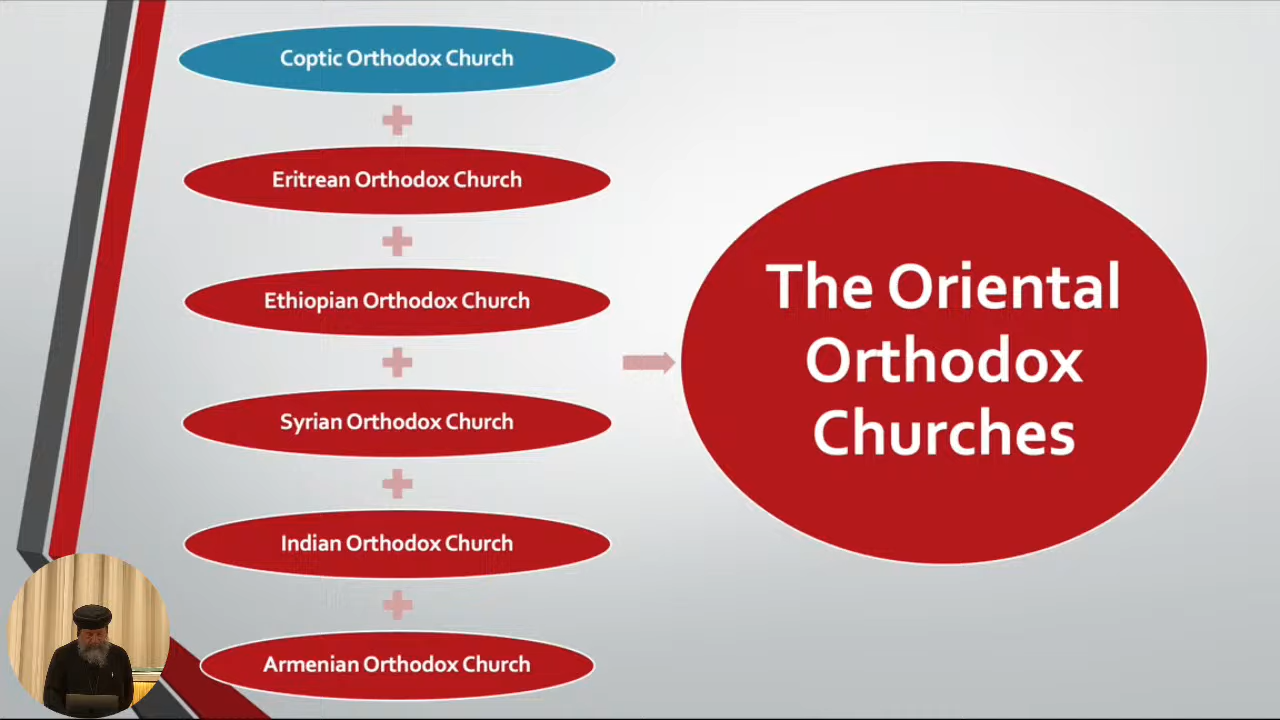 Coptic Orthodox Church
Eritrean Orthodox Church
Ethiopian Orthodox Church
Syrian Orthodox Church
Indian Orthodox Church
Armenian Orthodox Church
The Oriental
Orthodox
Churches